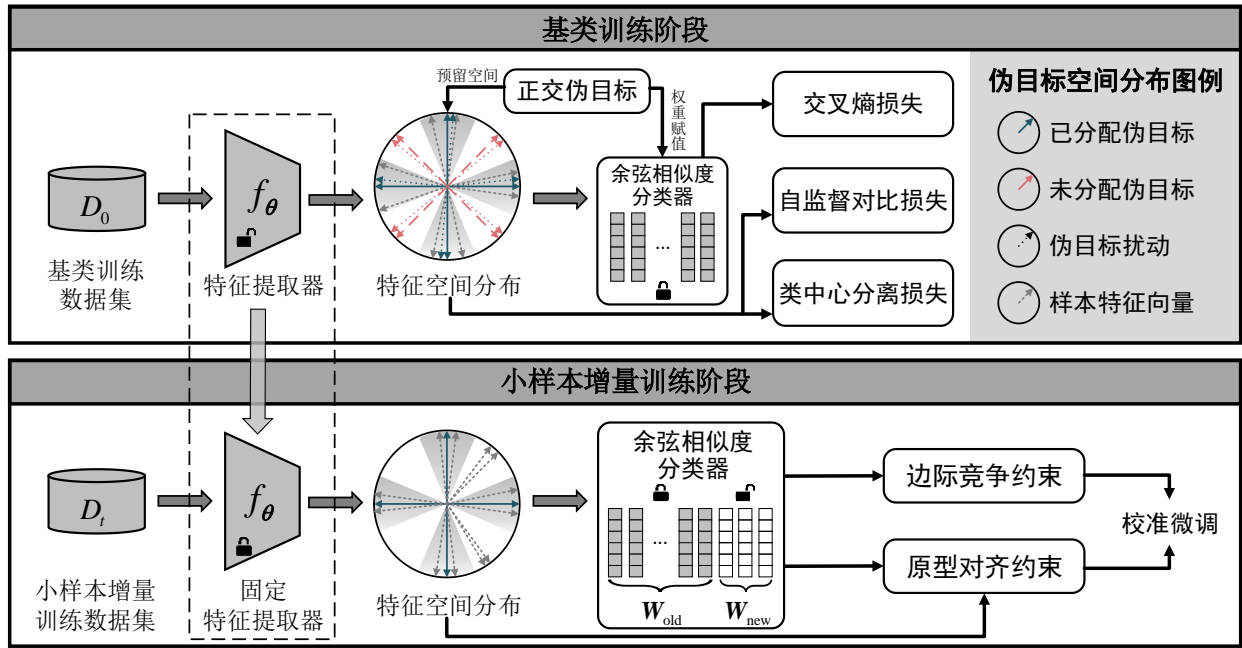 基类训练阶段
预留空间
正交伪目标
权重赋值
交叉熵损失
伪目标空间分布图例
已分配伪目标
未分配伪目标
伪目标扰动
样本特征向量
D₀
f_θ
余弦相似度
分类器
...
自监督对比损失
类中心分离损失
基类训练
数据集
特征提取器
特征空间分布
小样本增量训练阶段
D_t
f_θ
余弦相似度
分类器
...
W_old
W_new
边际竞争约束
原型对齐约束
校准微调
小样本增量
训练数据集
固定
特征提取器
特征空间分布